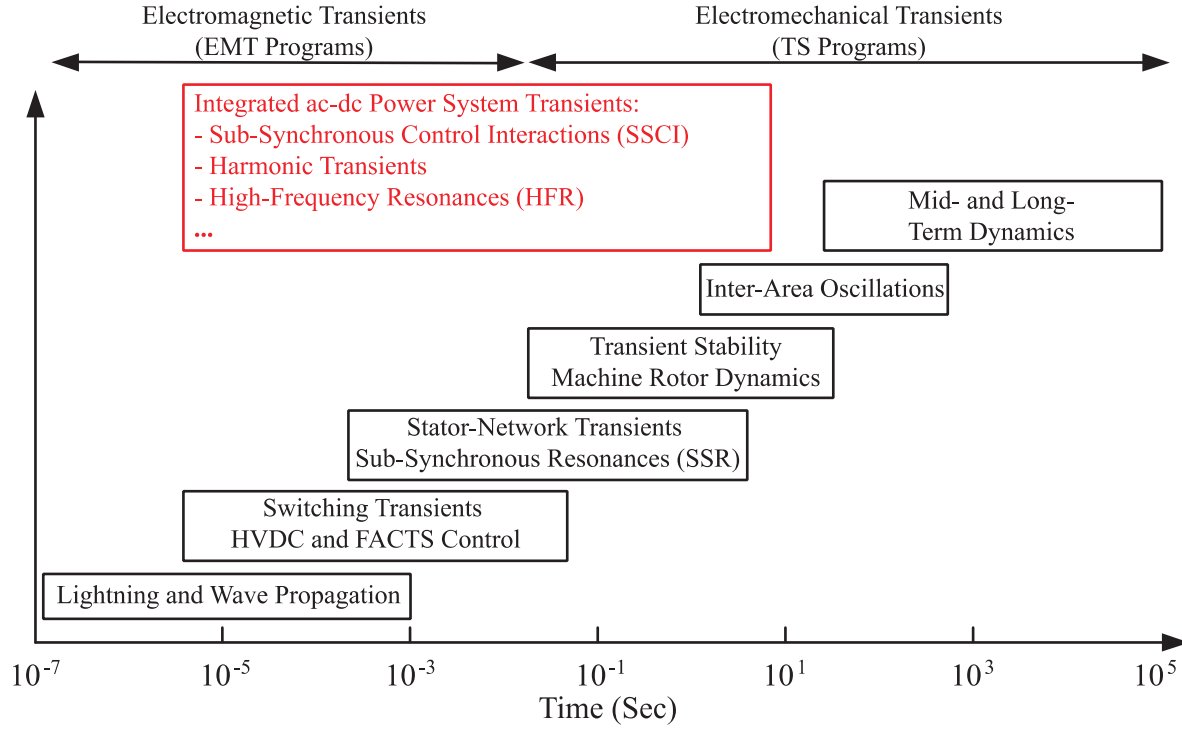 Electromagnetic Transients
(EMT Programs)
Electromechanical Transients
(TS Programs)
Integrated ac-dc Power System Transients:
- Sub-Synchronous Control Interactions (SSCI)
- Harmonic Transients
- High-Frequency Resonances (HFR)
...
Mid- and Long-
Term Dynamics
Inter-Area Oscillations
Transient Stability
Machine Rotor Dynamics
Stator-Network Transients
Sub-Synchronous Resonances (SSR)
Switching Transients
HVDC and FACTS Control
Lightning and Wave Propagation
10⁻⁷ 10⁻⁵ 10⁻³ 10⁻¹ 10¹ 10³ 10⁵
Time (Sec)